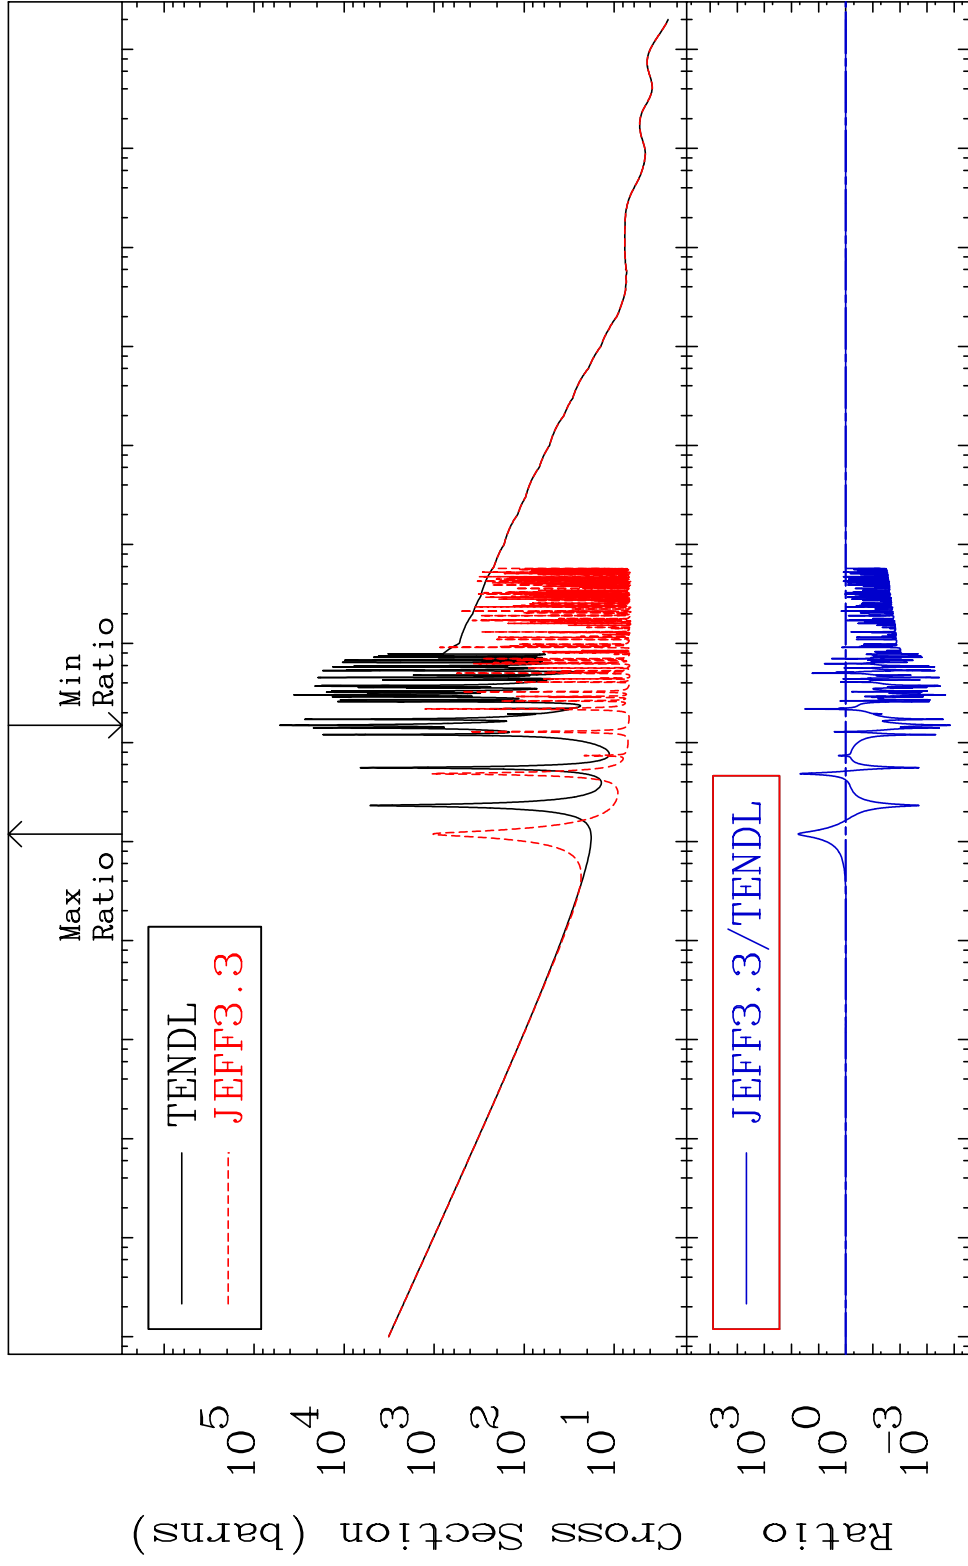 Max
Ratio
Min
Ratio
TENDL
JEFF3.3
10^5
10^4
10^3
10^2
10^1
Cross Section (barns)
JEFF3.3/TENDL
10^3
10^0
10^-3
Ratio